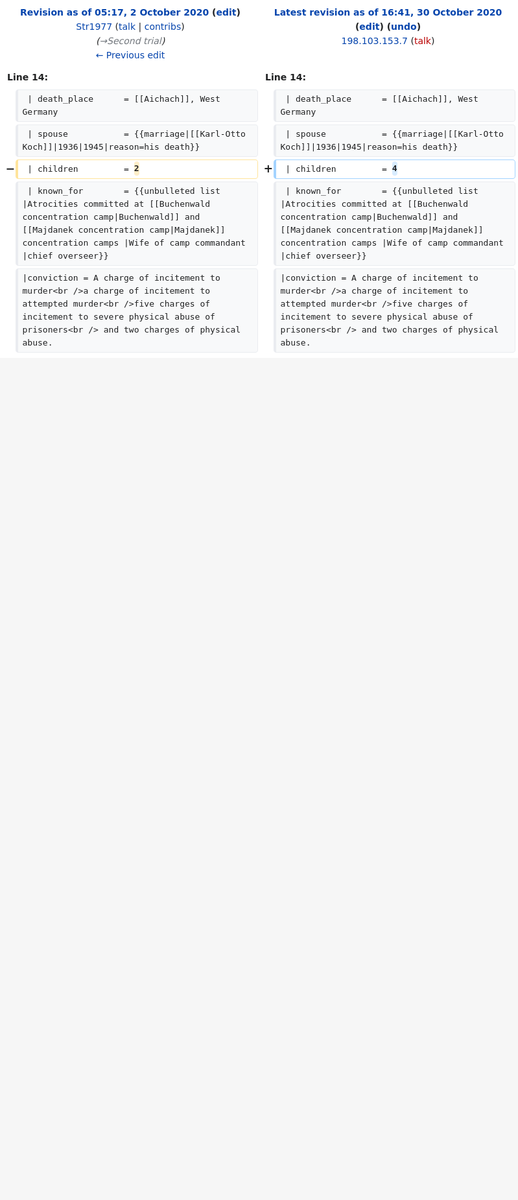 Revision as of 05:17, 2 October 2020 (edit)
Str1977 (talk | contribs)
(→Second trial)
← Previous edit
Latest revision as of 16:41, 30 October 2020
(edit) (undo)
198.103.153.7 (talk)
Line 14:
Line 14:
| death_place      = [[Aichach]], West
Germany
| death_place      = [[Aichach]], West
Germany
| spouse           = {{marriage|[[Karl-Otto
Koch]]|1936|1945|reason=his death}}
| spouse           = {{marriage|[[Karl-Otto
Koch]]|1936|1945|reason=his death}}
− | children         = 2
+ | children         = 4
| known_for        = {{unbulleted list
|Atrocities committed at [[Buchenwald
concentration camp|Buchenwald]] and
[[Majdanek concentration camp|Majdanek]]
concentration camps |Wife of camp commandant
|chief overseer}}
| known_for        = {{unbulleted list
|Atrocities committed at [[Buchenwald
concentration camp|Buchenwald]] and
[[Majdanek concentration camp|Majdanek]]
concentration camps |Wife of camp commandant
|chief overseer}}
|conviction = A charge of incitement to
murder<br />a charge of incitement to
attempted murder<br />five charges of
incitement to severe physical abuse of
prisoners<br /> and two charges of physical
abuse.
|conviction = A charge of incitement to
murder<br />a charge of incitement to
attempted murder<br />five charges of
incitement to severe physical abuse of
prisoners<br /> and two charges of physical
abuse.